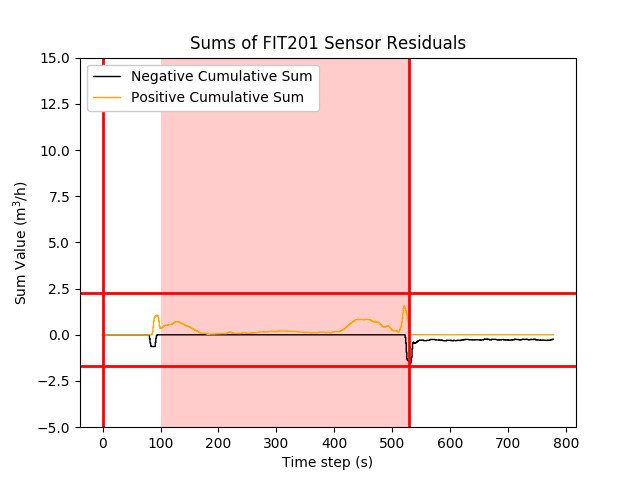 Sums of FIT201 Sensor Residuals
Negative Cumulative Sum
Positive Cumulative Sum
Sum Value (m³/h)
15.0
12.5
10.0
7.5
5.0
2.5
0.0
−2.5
−5.0
0 100 200 300 400 500 600 700 800
Time step (s)